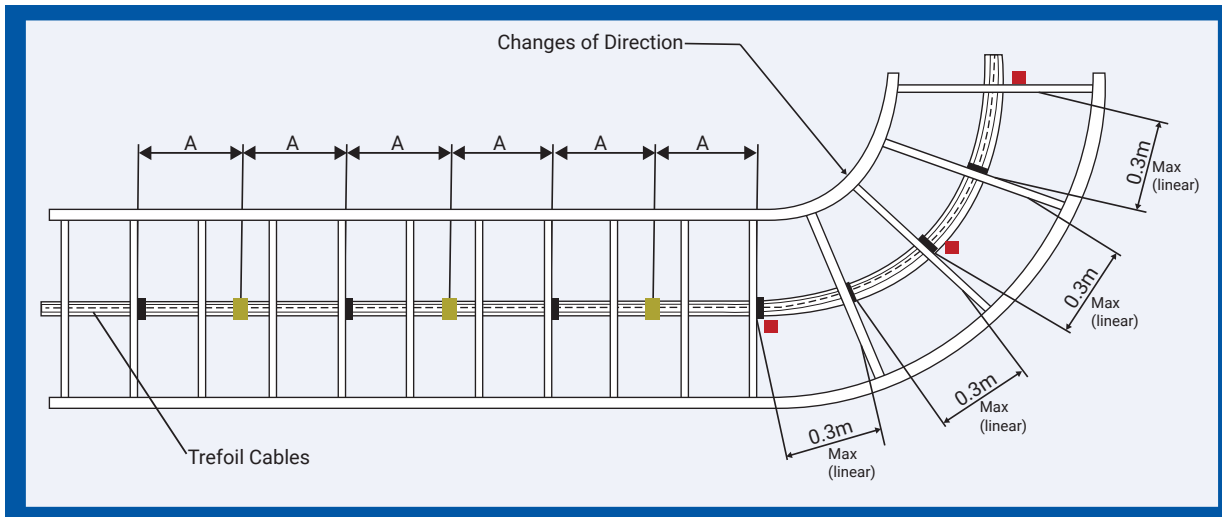 Changes of Direction
A A A A A A
0.3m
Max
(linear)
0.3m
Max
(linear)
0.3m
Max
(linear)
0.3m
Max
(linear)
Trefoil Cables